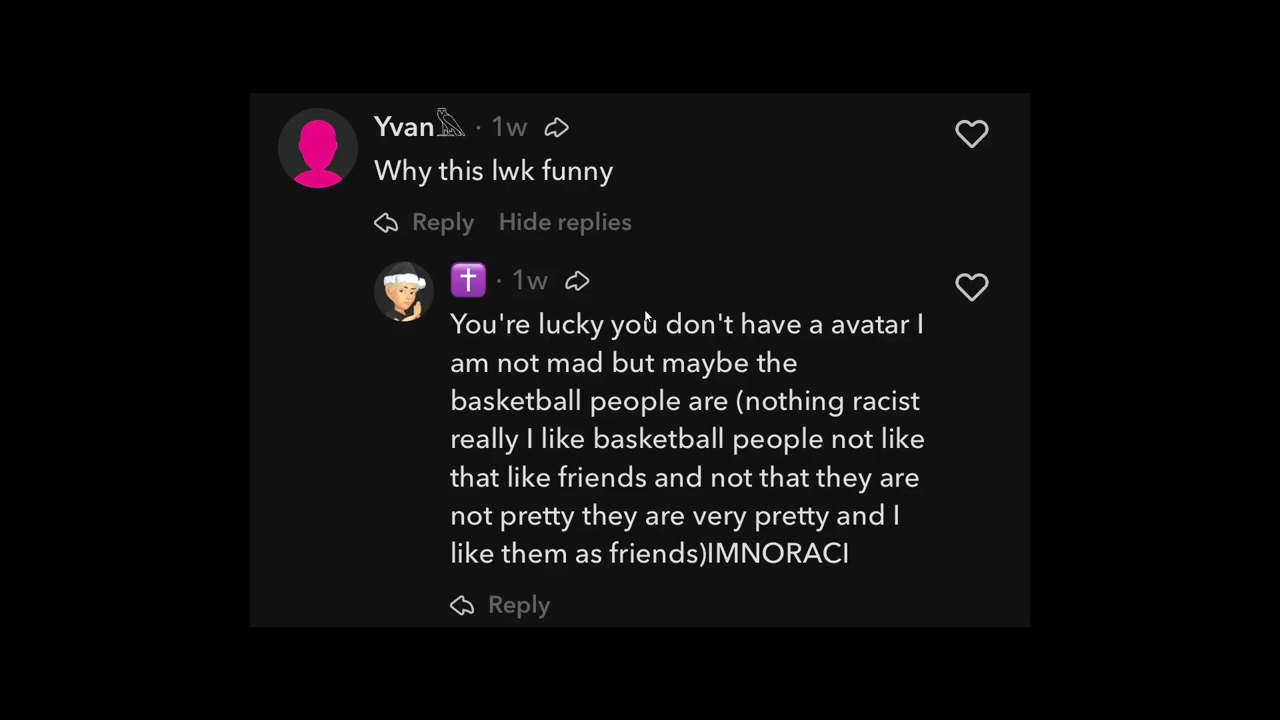 Yvan𓅓 · 1w
Why this lwk funny
Reply Hide replies
✝️ · 1w
You're lucky you don't have a avatar I
am not mad but maybe the
basketball people are (nothing racist
really I like basketball people not like
that like friends and not that they are
not pretty they are very pretty and I
like them as friends)IMNORACI
Reply